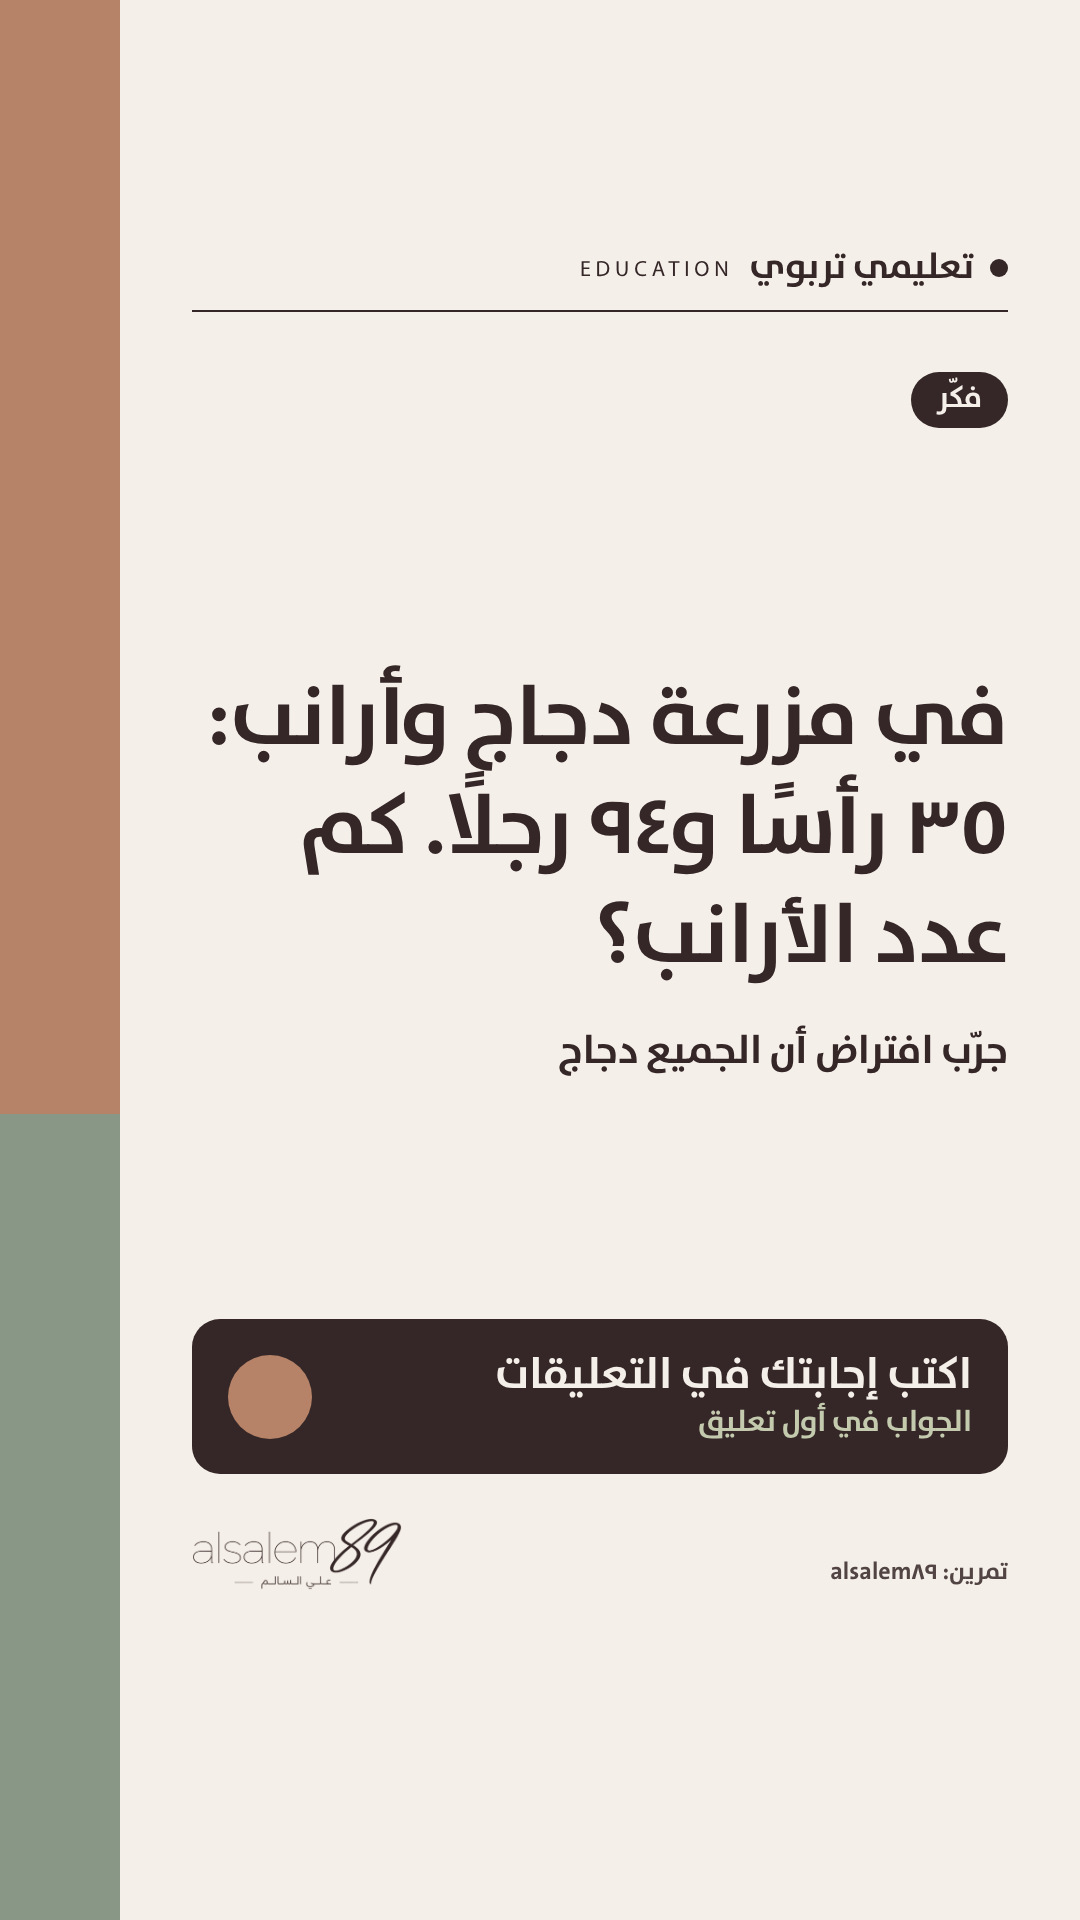 تعليمي تربوي EDUCATION
فكّر
في مزرعة دجاج وأرانب:
٣٥ رأسًا و٩٤ رجلًا. كم
عدد الأرانب؟
جرّب افتراض أن الجميع دجاج
اكتب إجابتك في التعليقات
الجواب في أول تعليق
تمرين: alsalem٨٩
alsalem89
علي السالم